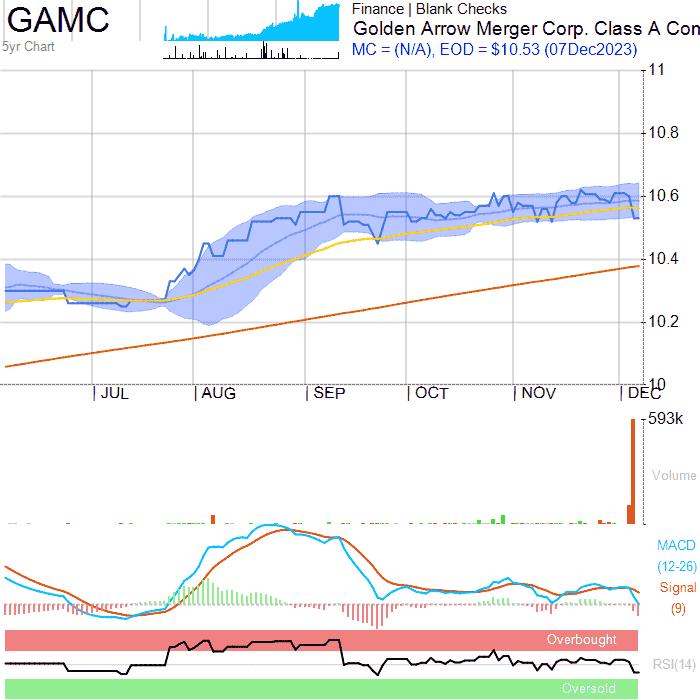 GAMC
5yr Chart
Finance | Blank Checks
Golden Arrow Merger Corp. Class A Con
MC = (N/A), EOD = $10.53 (07Dec2023)
11
10.8
10.6
10.4
10.2
10
JUL AUG SEP OCT NOV DEC
593k
Volume
MACD
(12-26)
Signal
(9)
Overbought
RSI(14)
Oversold